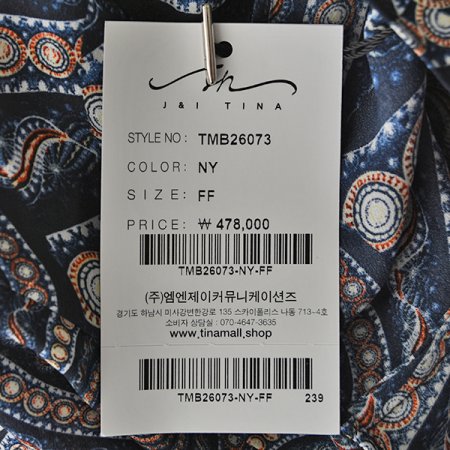 J&I TINA
STYLE NO: TMB26073
COLOR: NY
SIZE: FF
PRICE: ₩ 478,000
TMB26073-NY-FF
(주)엠엔제이커뮤니케이션즈
경기도 하남시 미사강변한강로 135 스카이폴리스 나동 713-4호
소비자 상담실 : 070-4647-3635
www.tinamall.shop
TMB26073-NY-FF 239